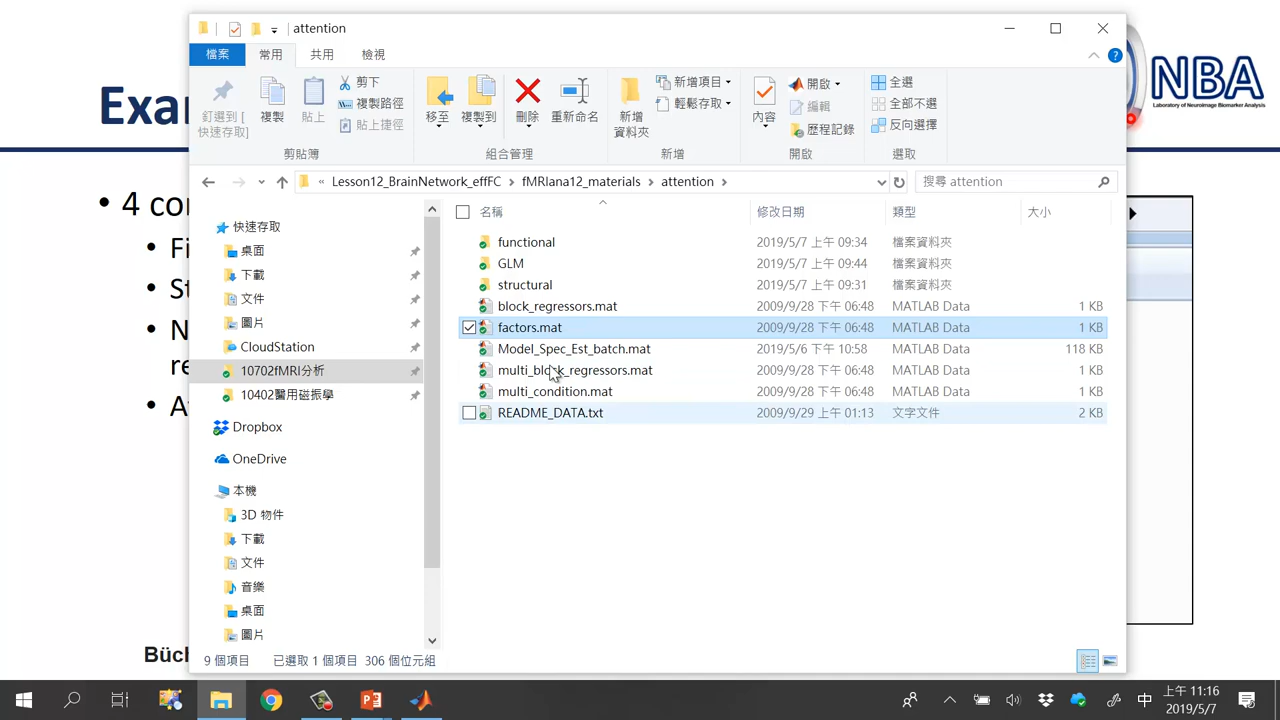 attention
檔案
常用
共用
檢視
釘選到 [
快速存取]
複製
貼上
剪下
複製路徑
貼上捷徑
剪貼簿
移至
複製到
刪除
重新命名
組合管理
新增
資料夾
新增項目
輕鬆存取
新增
內容
開啟
編輯
歷程記錄
開啟
全選
全部不選
反向選擇
選取
« Lesson12_BrainNetwork_effFC > fMRIana12_materials > attention >
搜尋 attention
名稱 修改日期 類型 大小
functional 2019/5/7 上午 09:34 檔案資料夾
GLM 2019/5/7 上午 09:44 檔案資料夾
structural 2019/5/7 上午 09:31 檔案資料夾
block_regressors.mat 2009/9/28 下午 06:48 MATLAB Data 1 KB
factors.mat 2009/9/28 下午 06:48 MATLAB Data 1 KB
Model_Spec_Est_batch.mat 2019/5/6 下午 10:58 MATLAB Data 118 KB
multi_block_regressors.mat 2009/9/28 下午 06:48 MATLAB Data 1 KB
multi_condition.mat 2009/9/28 下午 06:48 MATLAB Data 1 KB
README_DATA.txt 2009/9/29 上午 01:13 文字文件 2 KB
快速存取
桌面
下載
文件
圖片
CloudStation
10702fMRI分析
10402醫用磁振學
Dropbox
OneDrive
本機
3D 物件
下載
文件
音樂
桌面
圖片
9 個項目 已選取 1 個項目 306 個位元組
Exa
• 4 co
• Fi
• St
• N
re
• A
Büch
NBA
Laboratory of Neuroimage Biomarker Analysis
中
上午 11:16
2019/5/7